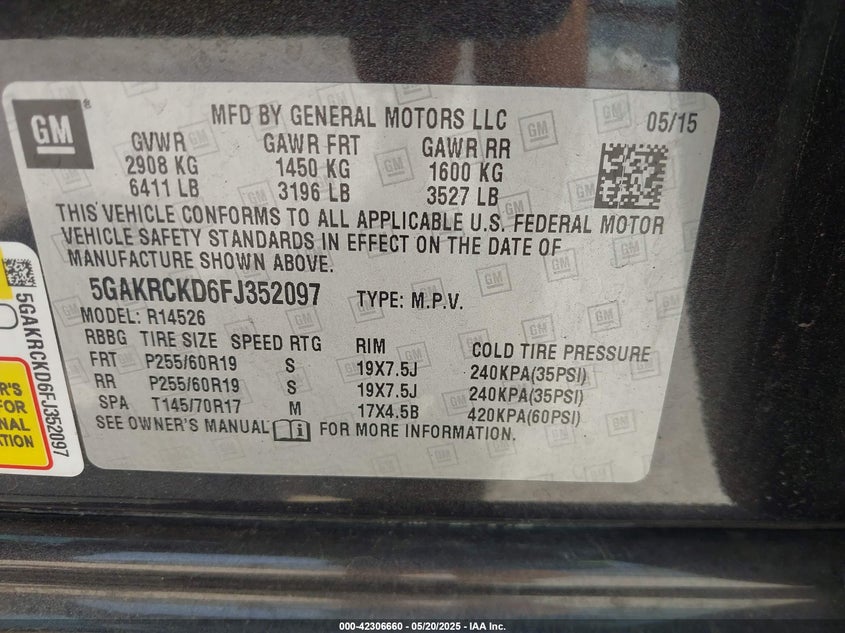 GM ®
MFD BY GENERAL MOTORS LLC
05/15
GVWR GAWR FRT GAWR RR
2908 KG 1450 KG 1600 KG
6411 LB 3196 LB 3527 LB
THIS VEHICLE CONFORMS TO ALL APPLICABLE U.S. FEDERAL MOTOR
VEHICLE SAFETY STANDARDS IN EFFECT ON THE DATE OF
MANUFACTURE SHOWN ABOVE.
5GAKRCKD6FJ352097 TYPE: M.P.V.
MODEL: R14526
RBBG TIRE SIZE SPEED RTG RIM COLD TIRE PRESSURE
FRT P255/60R19 S 19X7.5J 240KPA(35PSI)
RR P255/60R19 S 19X7.5J 240KPA(35PSI)
SPA T145/70R17 M 17X4.5B 420KPA(60PSI)
SEE OWNER'S MANUAL FOR MORE INFORMATION.
5GAKRCKD6FJ352097
FOR
000-42306660 - 05/20/2025 - IAA Inc.